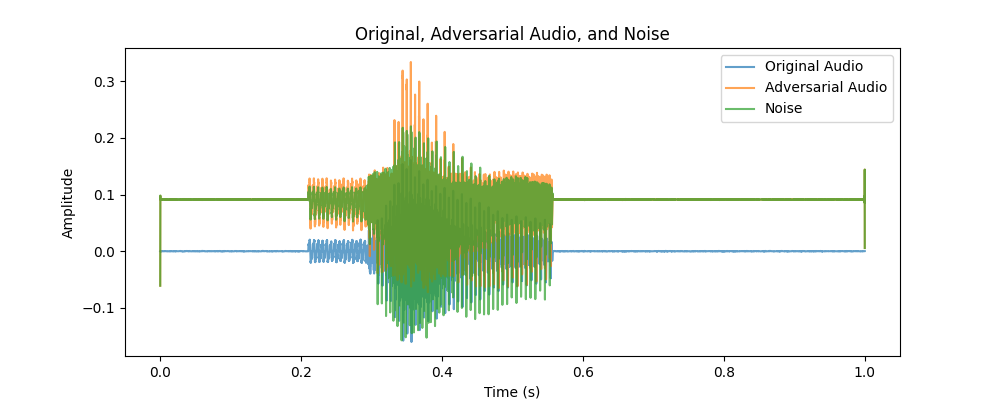 Original, Adversarial Audio, and Noise
Original Audio
Adversarial Audio
Noise
Amplitude
0.3
0.2
0.1
0.0
−0.1
0.0 0.2 0.4 0.6 0.8 1.0
Time (s)